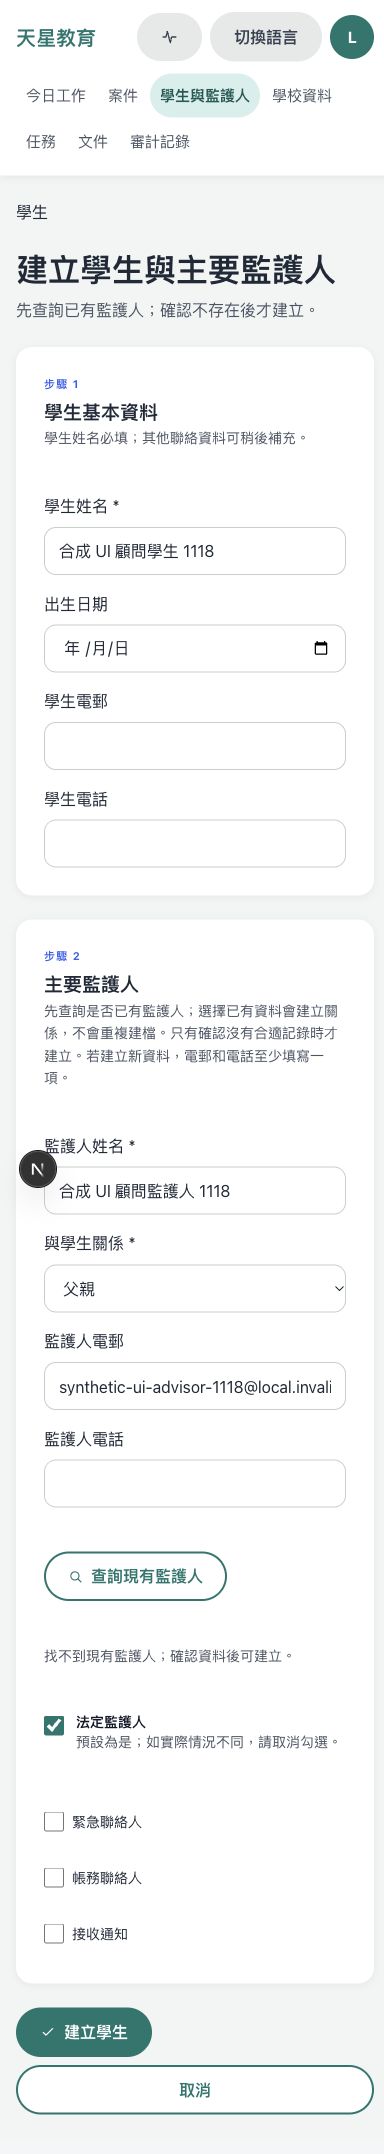 天星教育
切換語言
L
今日工作
案件
學生與監護人
學校資料
任務
文件
審計記錄
學生
建立學生與主要監護人
先查詢已有監護人；確認不存在後才建立。
步驟 1
學生基本資料
學生姓名必填；其他聯絡資料可稍後補充。
學生姓名 *
合成 UI 顧問學生 1118
出生日期
年 /月/日
學生電郵
學生電話
步驟 2
主要監護人
先查詢是否已有監護人；選擇已有資料會建立關
係，不會重複建檔。只有確認沒有合適記錄時才
建立。若建立新資料，電郵和電話至少填寫一
項。
監護人姓名 *
N
合成 UI 顧問監護人 1118
與學生關係 *
父親
監護人電郵
synthetic-ui-advisor-1118@local.invali
監護人電話
查詢現有監護人
找不到現有監護人；確認資料後可建立。
法定監護人
預設為是；如實際情況不同，請取消勾選。
緊急聯絡人
帳務聯絡人
接收通知
建立學生
取消